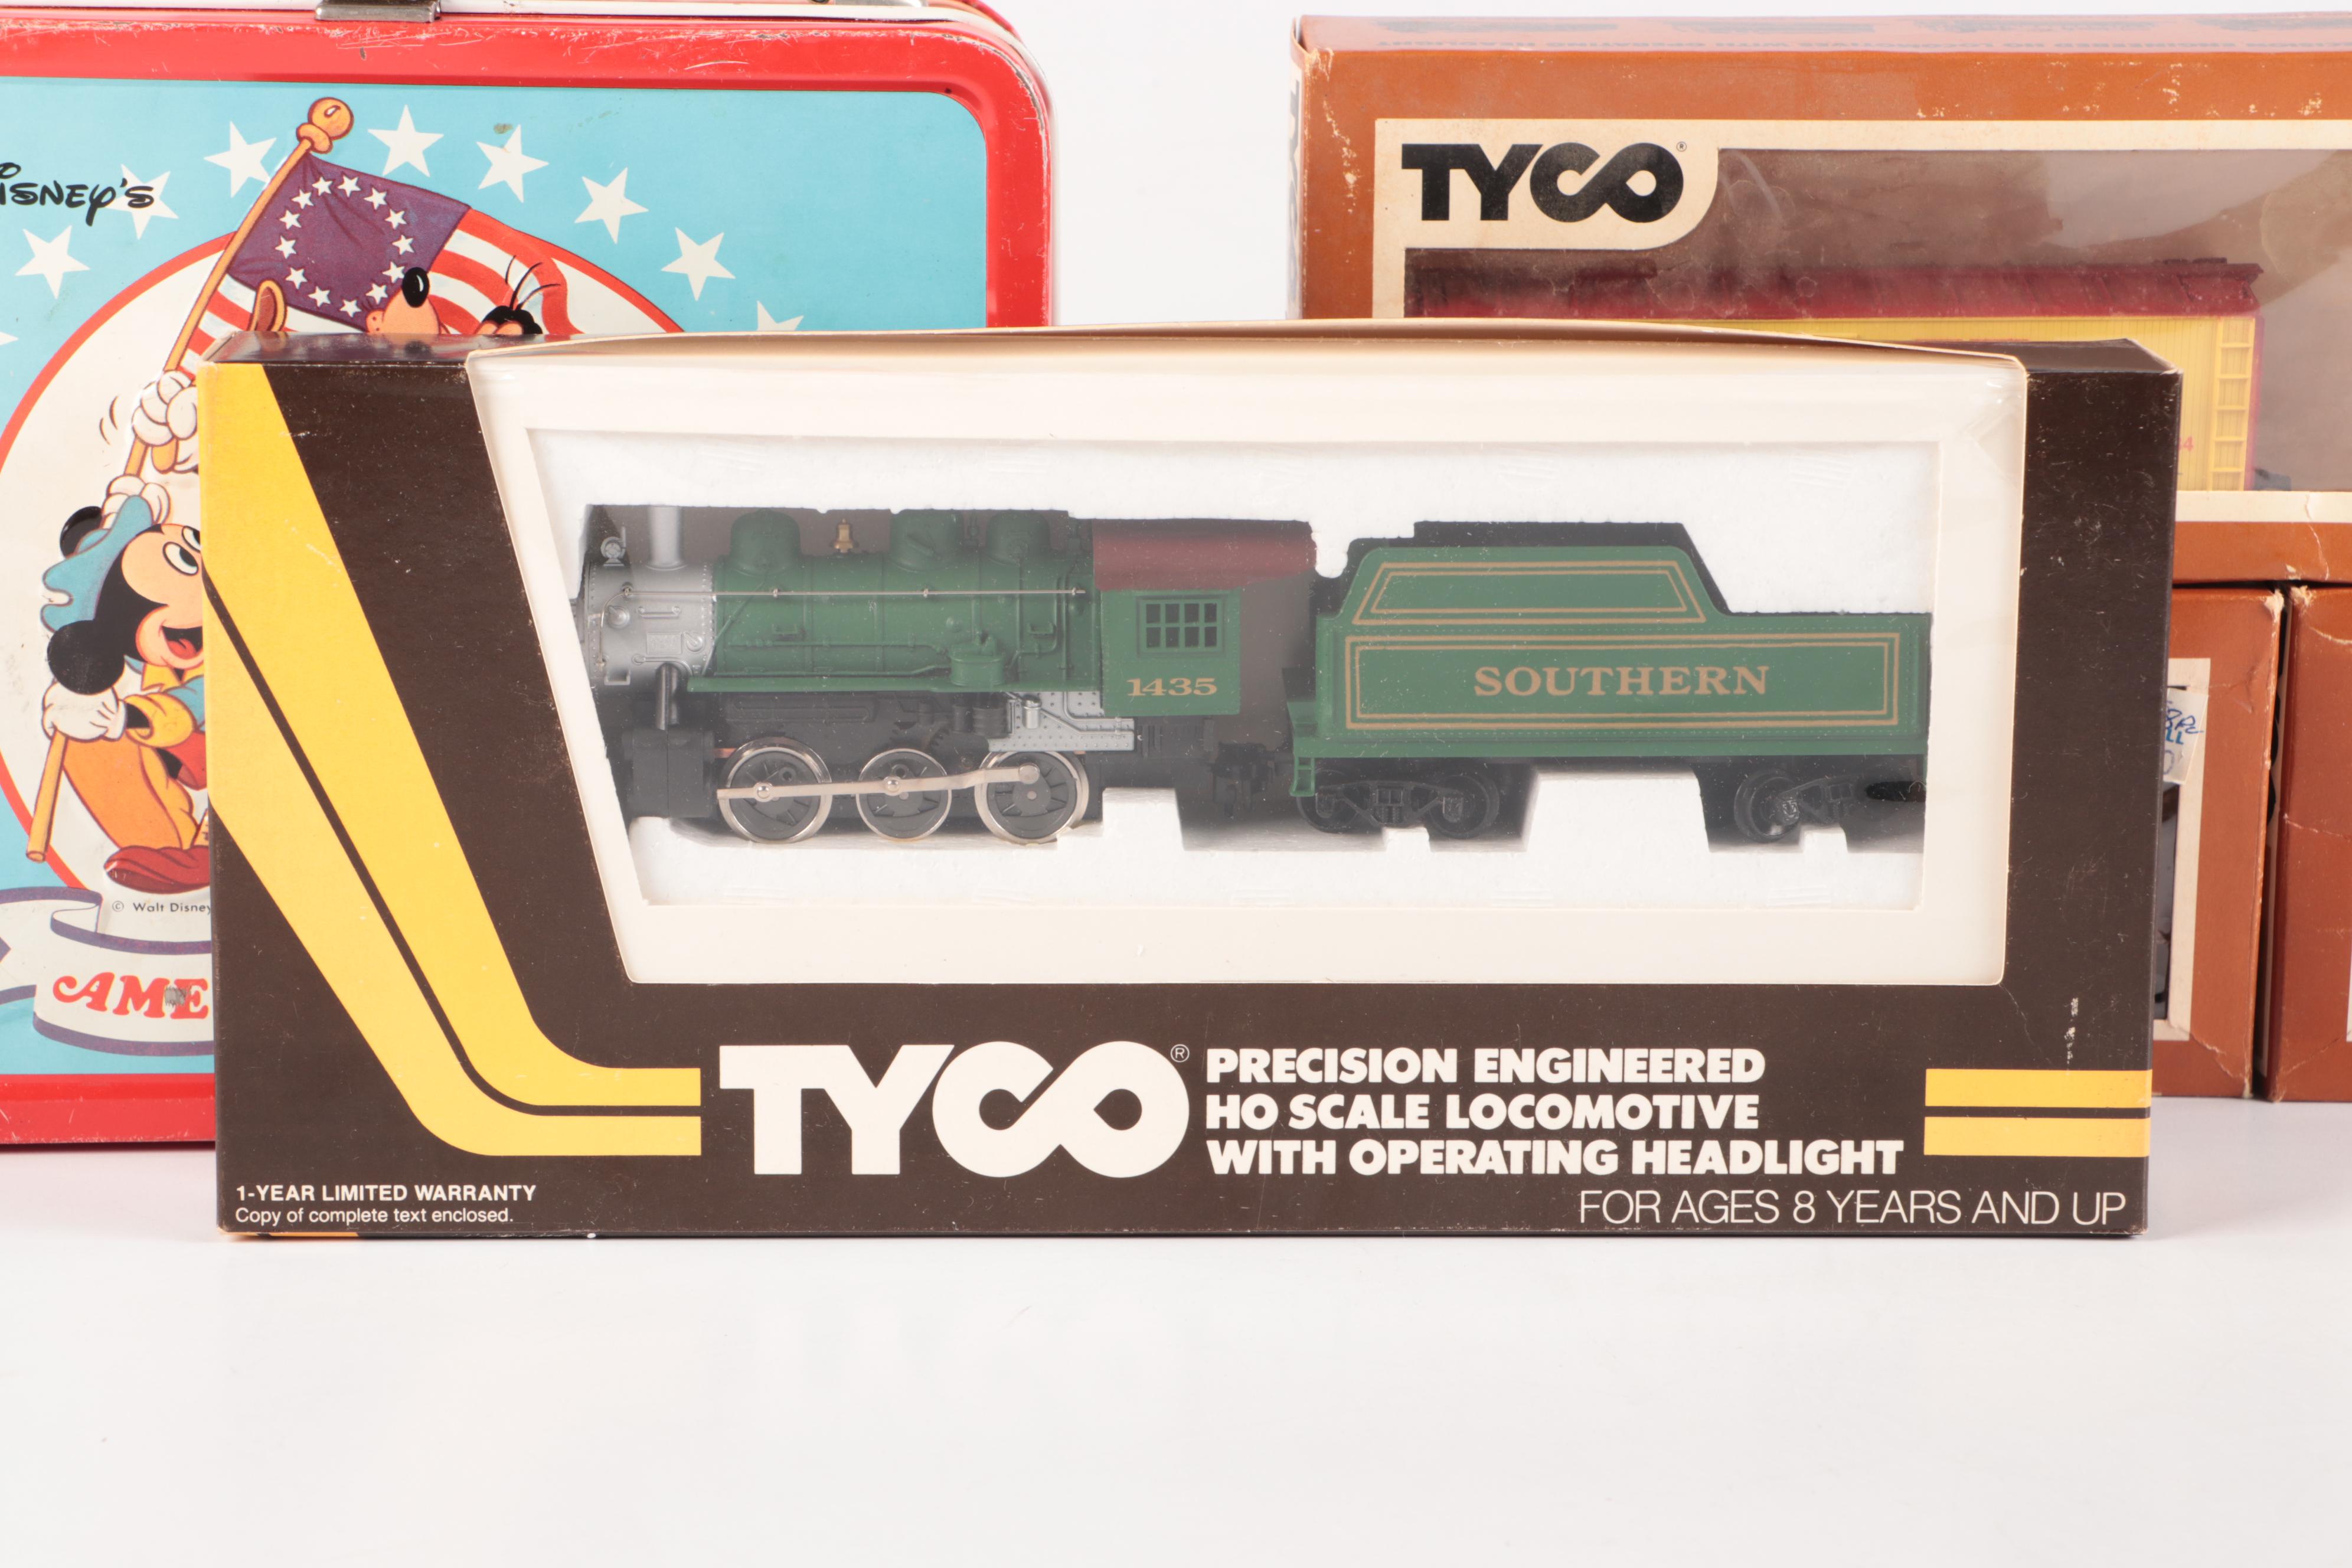 DISNEY'S
© Walt Disney
AME
TYCO®
1435
SOUTHERN
TYCO®
PRECISION ENGINEERED
HO SCALE LOCOMOTIVE
WITH OPERATING HEADLIGHT
FOR AGES 8 YEARS AND UP
1-YEAR LIMITED WARRANTY
Copy of complete text enclosed.